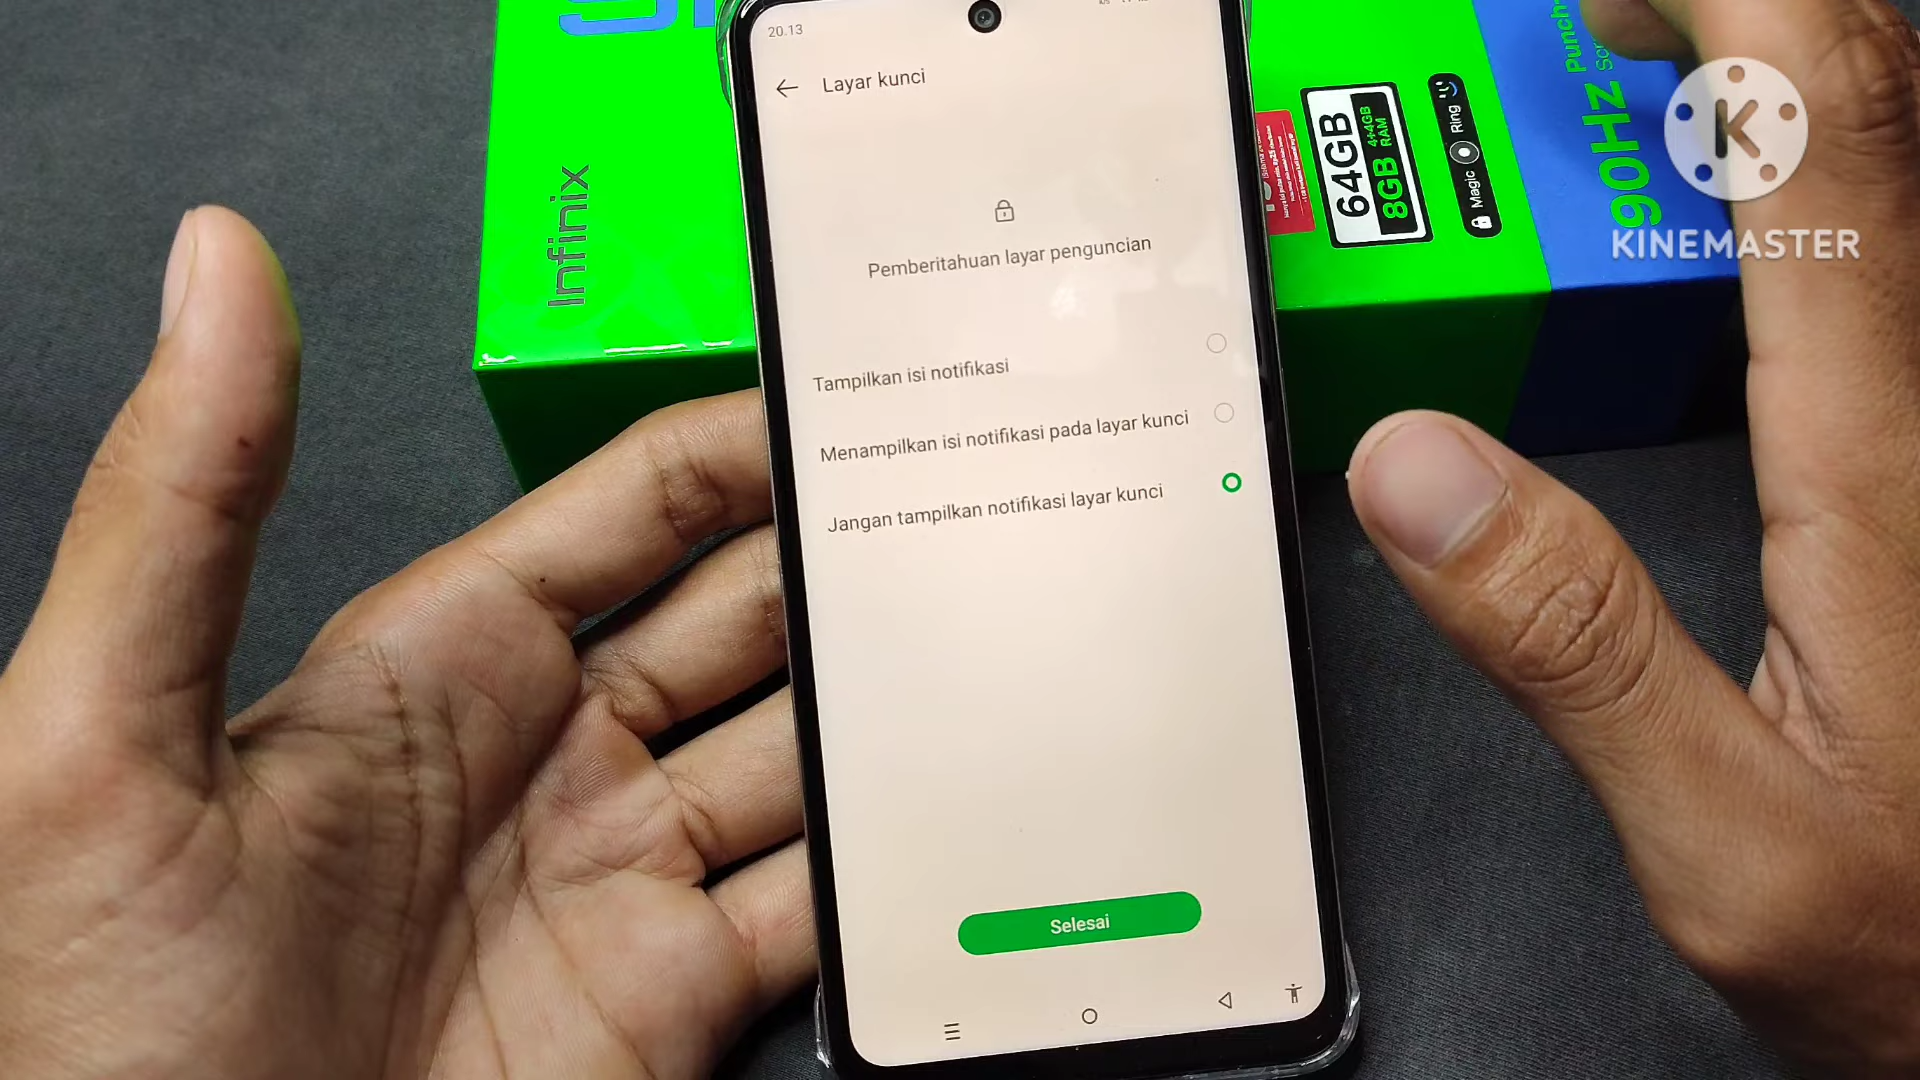 20.13
Layar kunci
Pemberitahuan layar penguncian
Tampilkan isi notifikasi
Menampilkan isi notifikasi pada layar kunci
Jangan tampilkan notifikasi layar kunci
Selesai
Infinix
64GB
8GB 4+4GB RAM
Magic Ring
90Hz Punch-
K
KINEMASTER